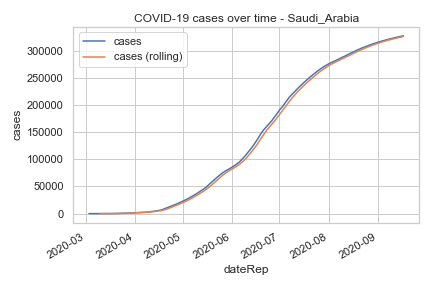 COVID-19 cases over time - Saudi_Arabia
cases
cases (rolling)
300000
250000
200000
150000
100000
50000
0
cases
2020-03
2020-04
2020-05
2020-06
2020-07
2020-08
2020-09
dateRep